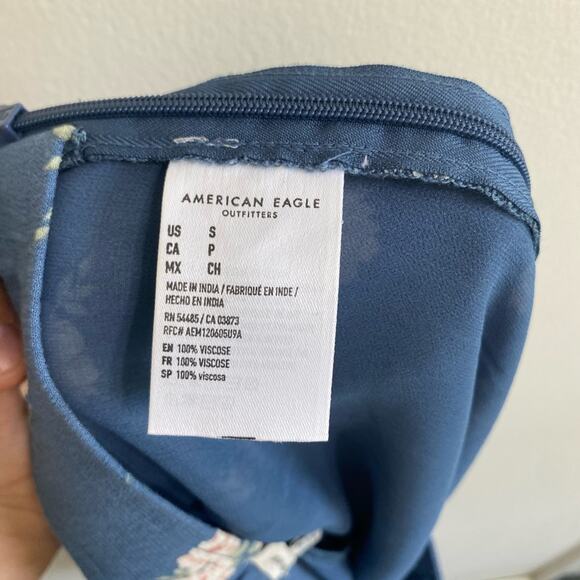 AMERICAN EAGLE
OUTFITTERS
US S
CA P
MX CH
MADE IN INDIA / FABRIQUÉ EN INDE /
HECHO EN INDIA
RN 54485 / CA 03873
RFC# AEM120605U9A
EN 100% VISCOSE
FR 100% VISCOSE
SP 100% viscosa